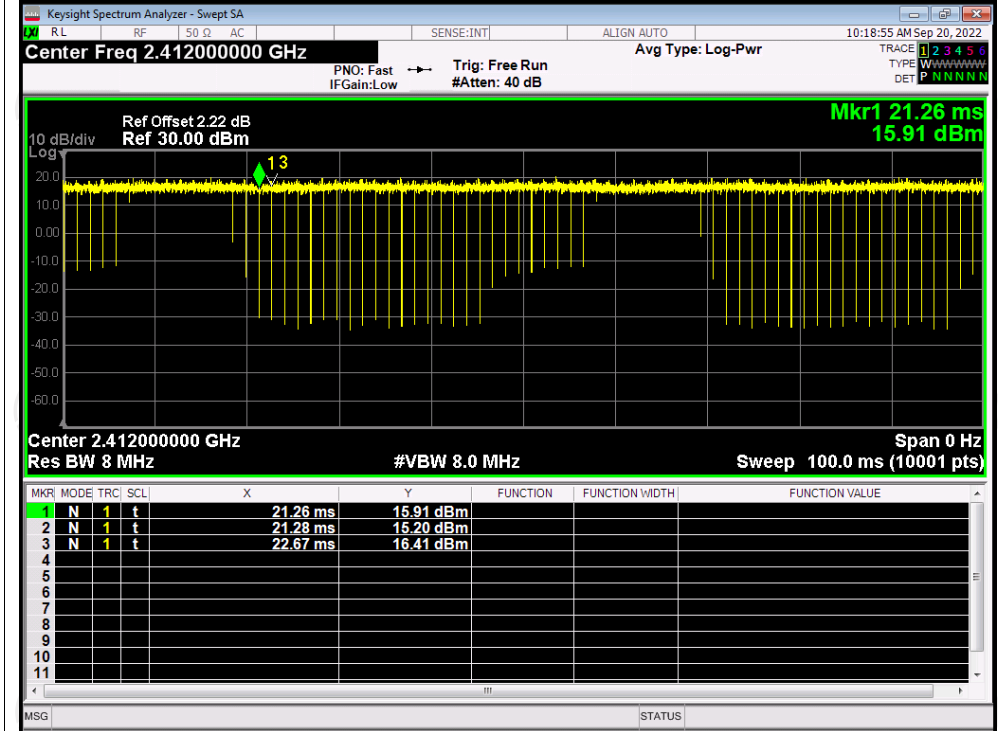 Keysight Spectrum Analyzer - Swept SA
LXI RL RF 50 Ω AC SENSE:INT ALIGN AUTO 10:18:55 AM Sep 20, 2022
Center Freq 2.412000000 GHz Avg Type: Log-Pwr TRACE 1 2 3 4 5 6
PNO: Fast Trig: Free Run TYPE WWWWWW
IFGain:Low #Atten: 40 dB DET P N N N N N
Mkr1 21.26 ms
Ref Offset 2.22 dB
10 dB/div Ref 30.00 dBm 15.91 dBm
Log
13
20.0
10.0
0.00
-10.0
-20.0
-30.0
-40.0
-50.0
-60.0
Center 2.412000000 GHz Span 0 Hz
Res BW 8 MHz #VBW 8.0 MHz Sweep 100.0 ms (10001 pts)
MKR MODE TRC SCL X Y FUNCTION FUNCTION WIDTH FUNCTION VALUE
1 N 1 t 21.26 ms 15.91 dBm
2 N 1 t 21.28 ms 15.20 dBm
3 N 1 t 22.67 ms 16.41 dBm
4
5
6
7
8
9
10
11
MSG STATUS